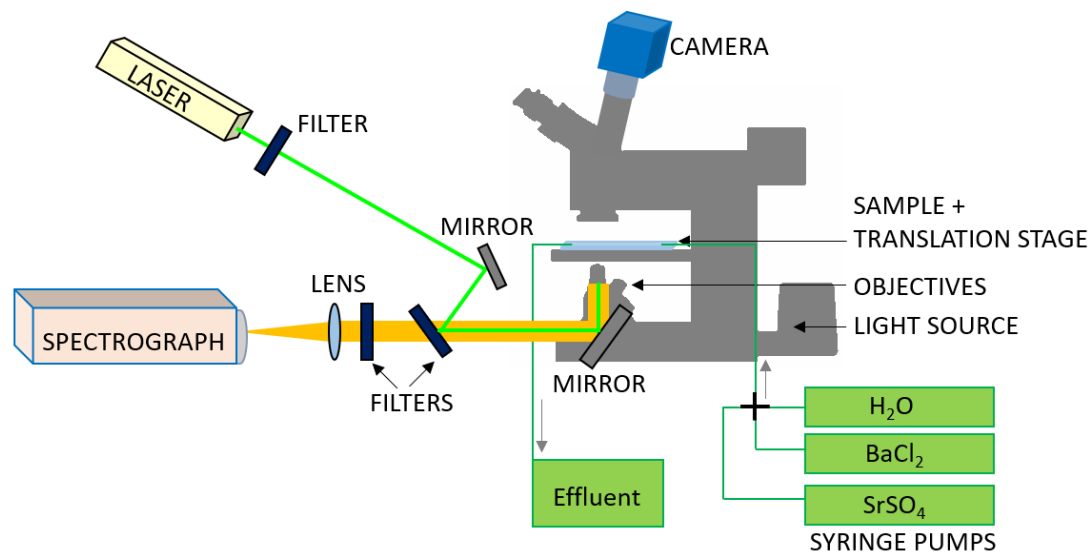 CAMERA
LASER
FILTER
MIRROR
SAMPLE +
TRANSLATION STAGE
LENS
OBJECTIVES
SPECTROGRAPH
LIGHT SOURCE
MIRROR
FILTERS
H₂O
BaCl₂
Effluent
SrSO₄
SYRINGE PUMPS